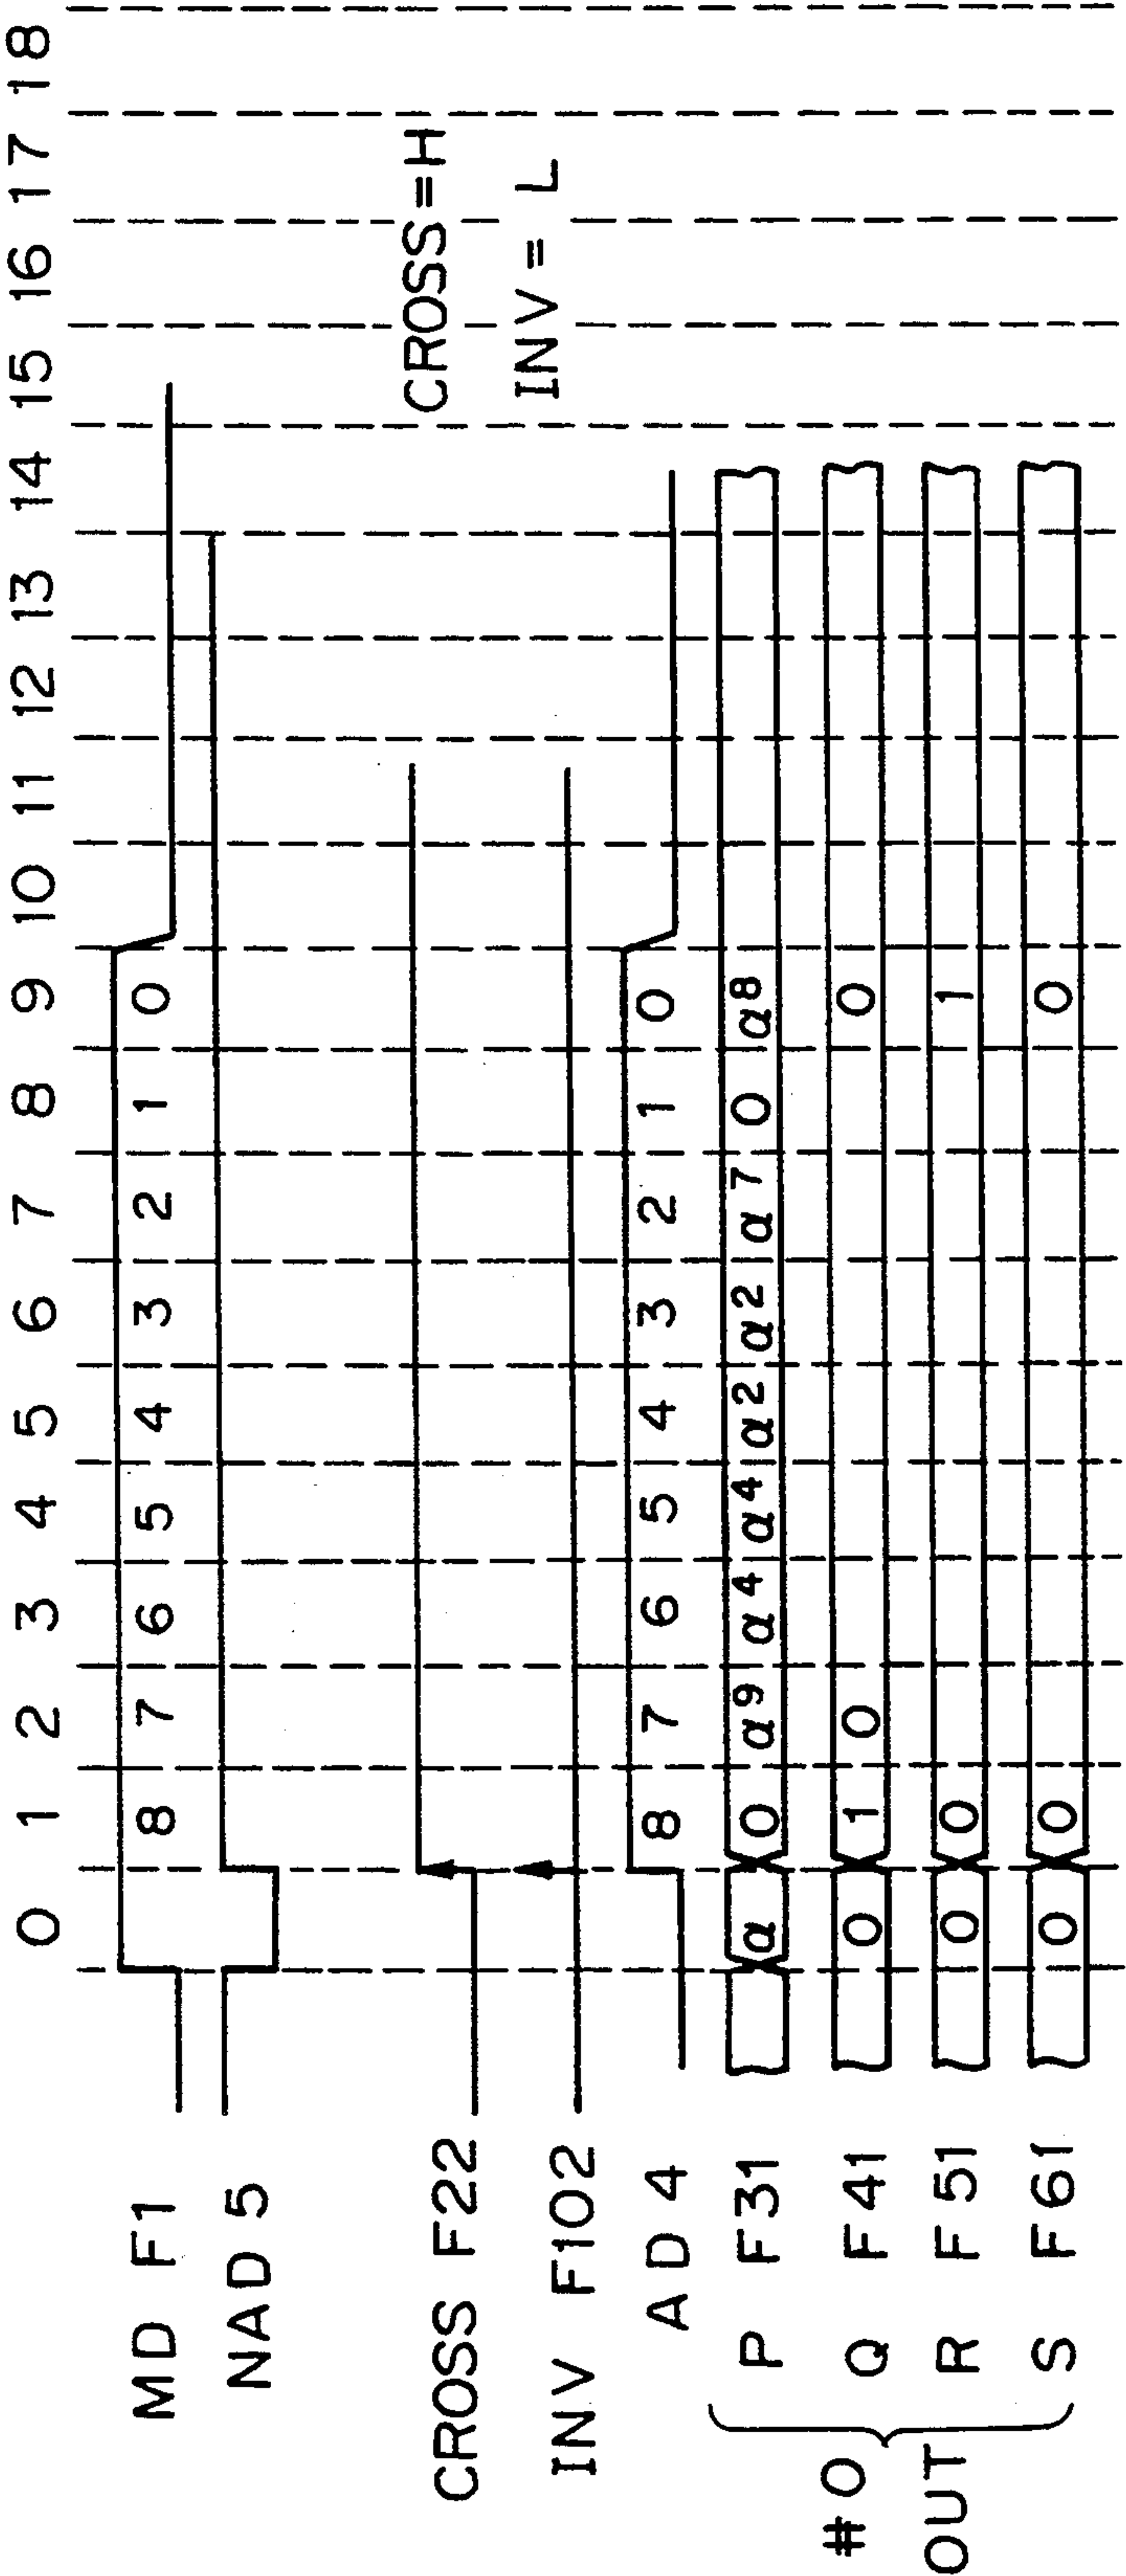 0 1 2 3 4 5 6 7 8 9 10 11 12 13 14 15 16 17 18
MD F1 8 7 6 5 4 3 2 1 0
NAD 5
CROSS F22
CROSS = H
INV F102
INV = L
AD 4 8 7 6 5 4 3 2 1 0
#0
OUT
P F31 α 0 α⁹ α⁴ α⁴ α² α² α⁷ 0 α⁸
Q F41 0 1 0 0
R F51 0 0 1
S F61 0 0 0